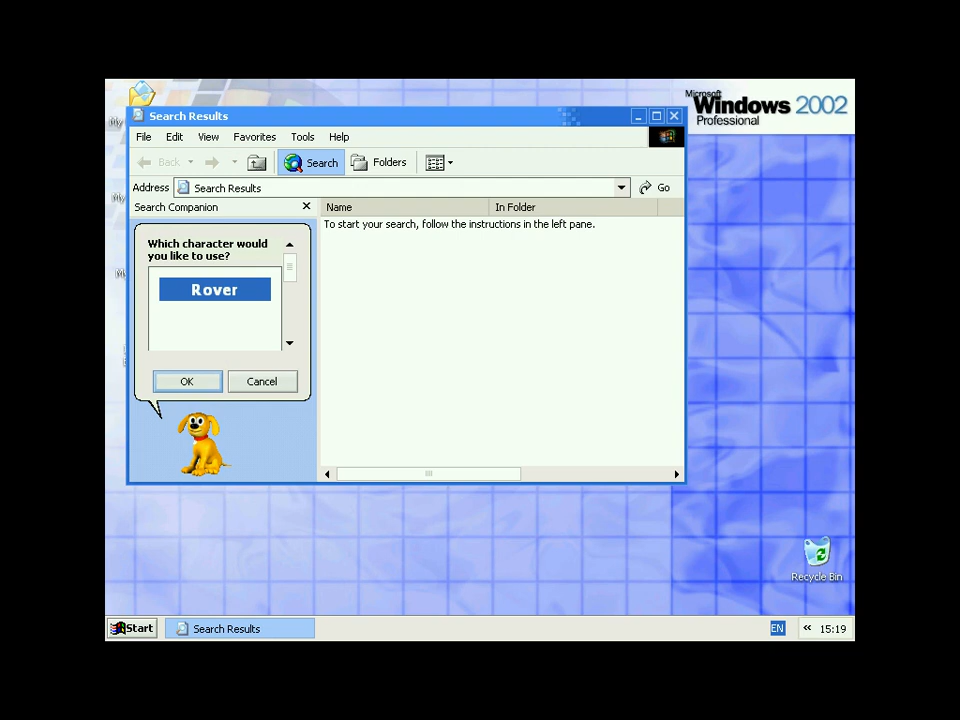 Microsoft
Windows 2002
Professional
My
My
Search Results
File Edit View Favorites Tools Help
Back Search Folders
Address Search Results Go
Search Companion
Name In Folder
To start your search, follow the instructions in the left pane.
Which character would
you like to use?
Rover
OK Cancel
Recycle Bin
Start Search Results EN « 15:19